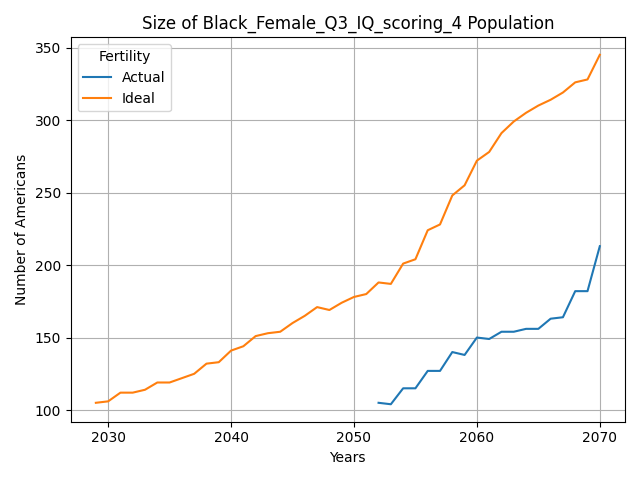 Size of Black_Female_Q3_IQ_scoring_4 Population
Fertility
Actual
Ideal
Number of Americans
350
300
250
200
150
100
2030 2040 2050 2060 2070
Years